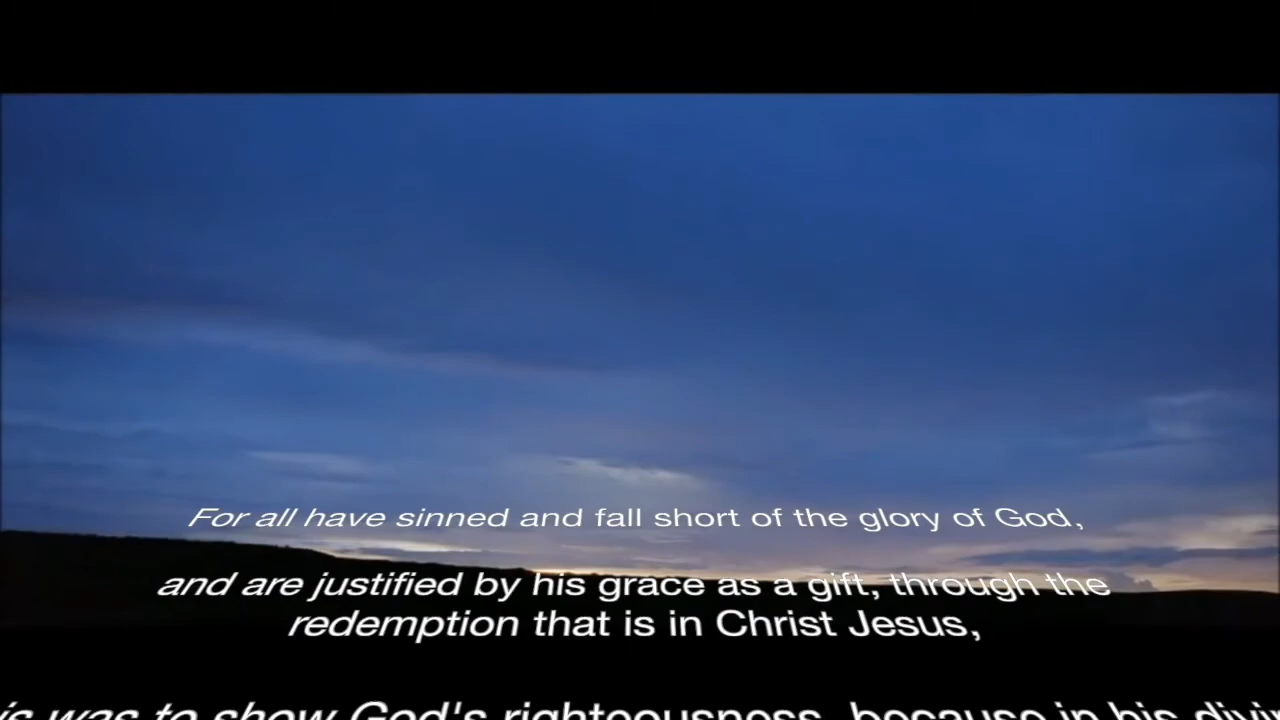 For all have sinned and fall short of the glory of God,
and are justified by his grace as a gift, through the
redemption that is in Christ Jesus,
was to show God's righteousness, because in his